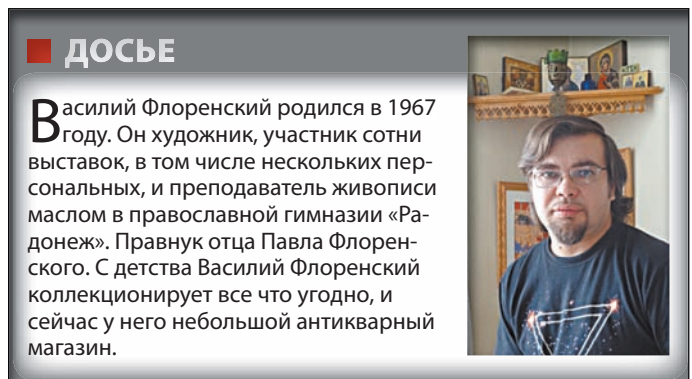 ДОСЬЕ
Василий Флоренский родился в 1967
году. Он художник, участник сотни
выставок, в том числе нескольких пер-
сональных, и преподаватель живописи
маслом в православной гимназии «Ра-
донеж». Правнук отца Павла Флорен-
ского. С детства Василий Флоренский
коллекционирует все что угодно, и
сейчас у него небольшой антикварный
магазин.